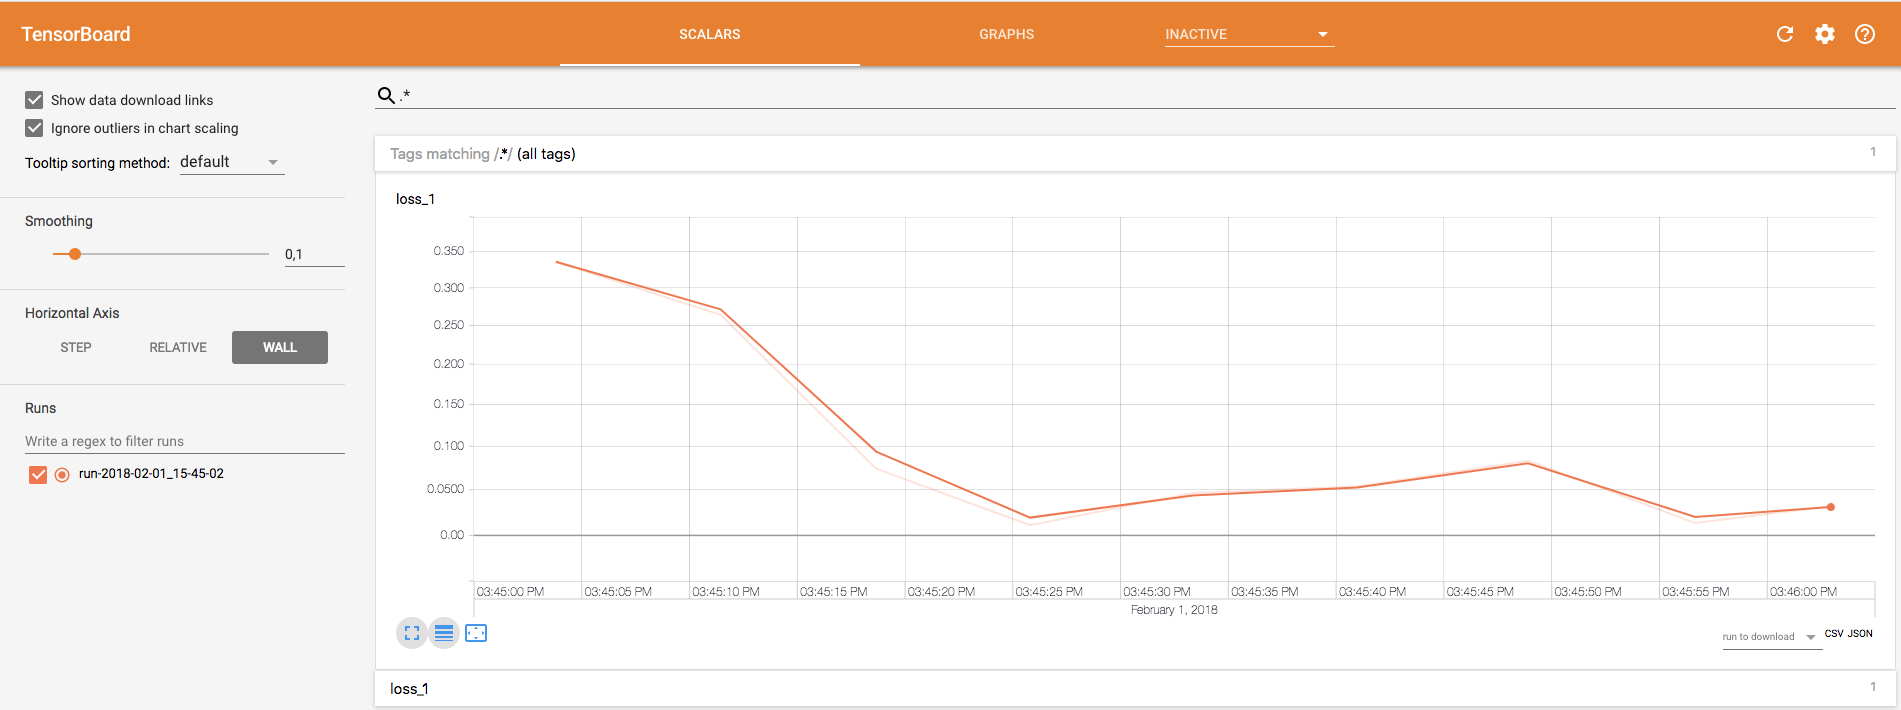 TensorBoard SCALARS GRAPHS INACTIVE
Show data download links
Ignore outliers in chart scaling
Tooltip sorting method: default
Smoothing
0,1
Horizontal Axis
STEP RELATIVE WALL
Runs
Write a regex to filter runs
run-2018-02-01_15-45-02
.*
Tags matching /.*/ (all tags) 1
loss_1
0.350
0.300
0.250
0.200
0.150
0.100
0.0500
0.00
03:45:00 PM 03:45:05 PM 03:45:10 PM 03:45:15 PM 03:45:20 PM 03:45:25 PM 03:45:30 PM 03:45:35 PM 03:45:40 PM 03:45:45 PM 03:45:50 PM 03:45:55 PM 03:46:00 PM
February 1, 2018
run to download CSV JSON
loss_1 1